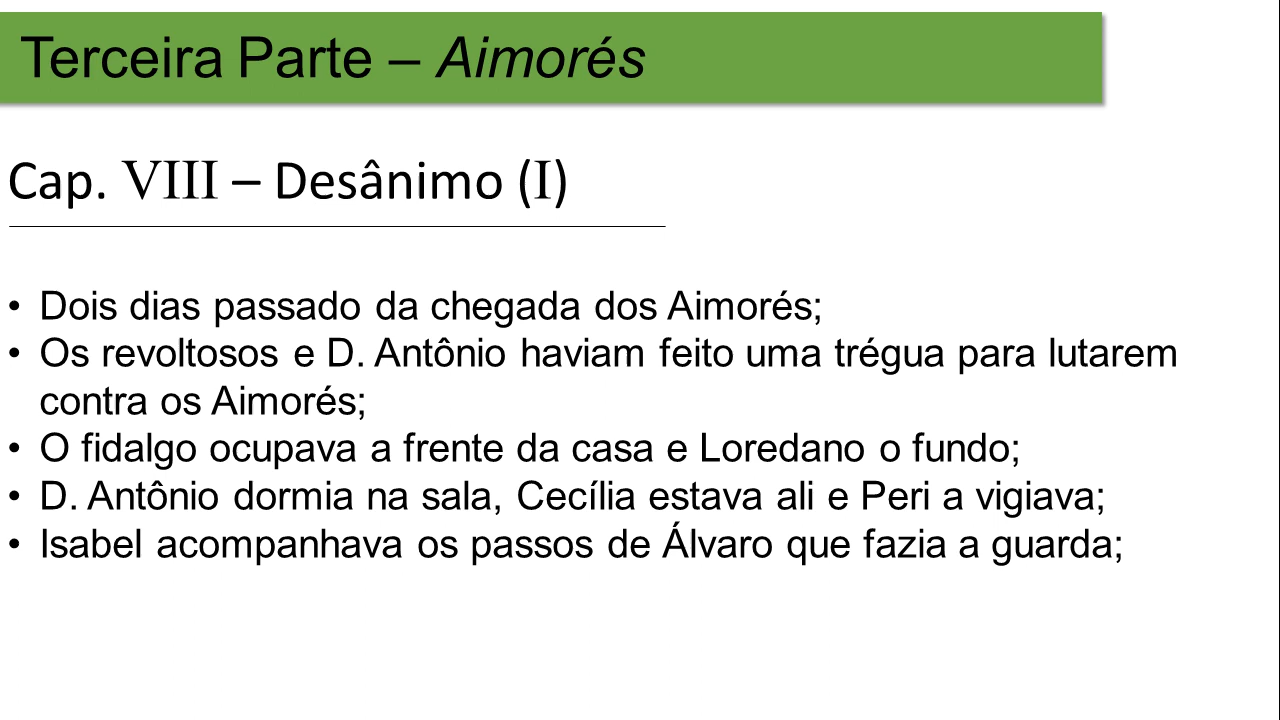 Terceira Parte – Aimorés
Cap. VIII – Desânimo (I)
• Dois dias passado da chegada dos Aimorés;
• Os revoltosos e D. Antônio haviam feito uma trégua para lutarem
contra os Aimorés;
• O fidalgo ocupava a frente da casa e Loredano o fundo;
• D. Antônio dormia na sala, Cecília estava ali e Peri a vigiava;
• Isabel acompanhava os passos de Álvaro que fazia a guarda;